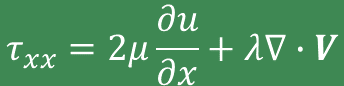 τ_xx = 2μ ∂u/∂x + λ∇ · V